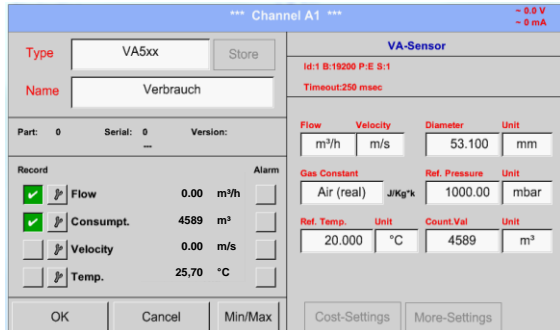 *** Channel A1 ***
~ 0.0 V
~ 0 mA
Type VA5xx Store
Name Verbrauch
Part: 0 Serial: 0 Version:
---
Record Alarm
Flow 0.00 m³/h
Consumpt. 4589 m³
Velocity 0.00 m/s
Temp. 25,70 °C
OK Cancel Min/Max
VA-Sensor
Id:1 B:19200 P:E S:1
Timeout:250 msec
Flow Velocity Diameter Unit
m³/h m/s 53.100 mm
Gas Constant Ref. Pressure Unit
Air (real) J/Kg*k 1000.00 mbar
Ref. Temp. Unit Count.Val Unit
20.000 °C 4589 m³
Cost-Settings More-Settings